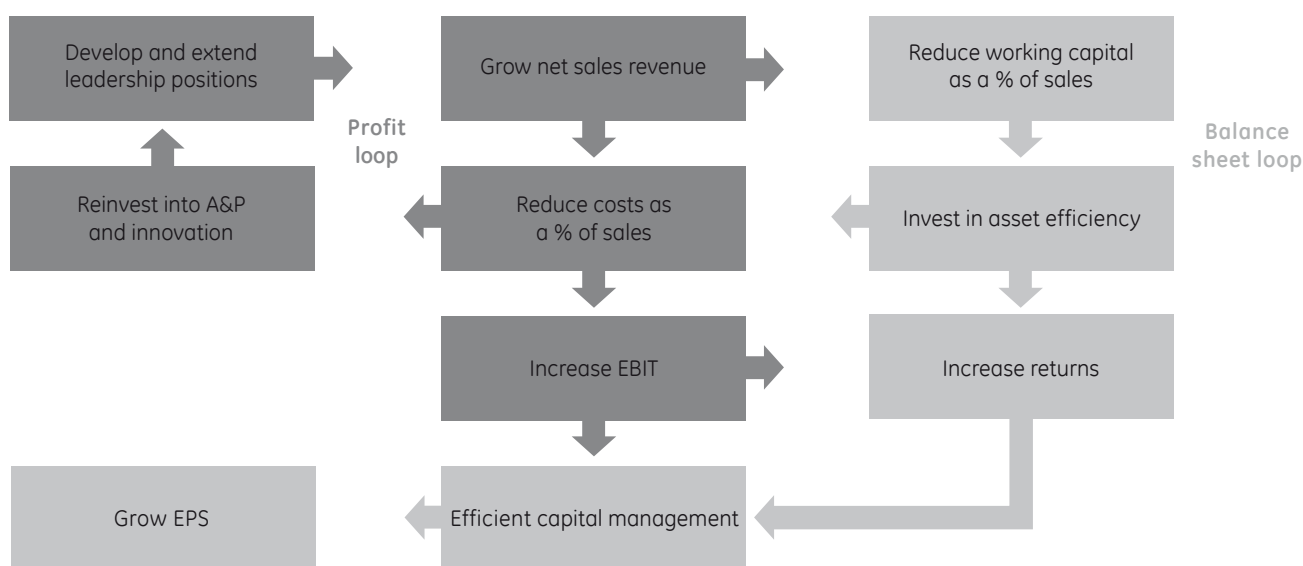 Develop and extend
leadership positions
Grow net sales revenue
Reduce working capital
as a % of sales
Profit
loop
Balance
sheet loop
Reinvest into A&P
and innovation
Reduce costs as
a % of sales
Invest in asset efficiency
Increase EBIT
Increase returns
Grow EPS
Efficient capital management